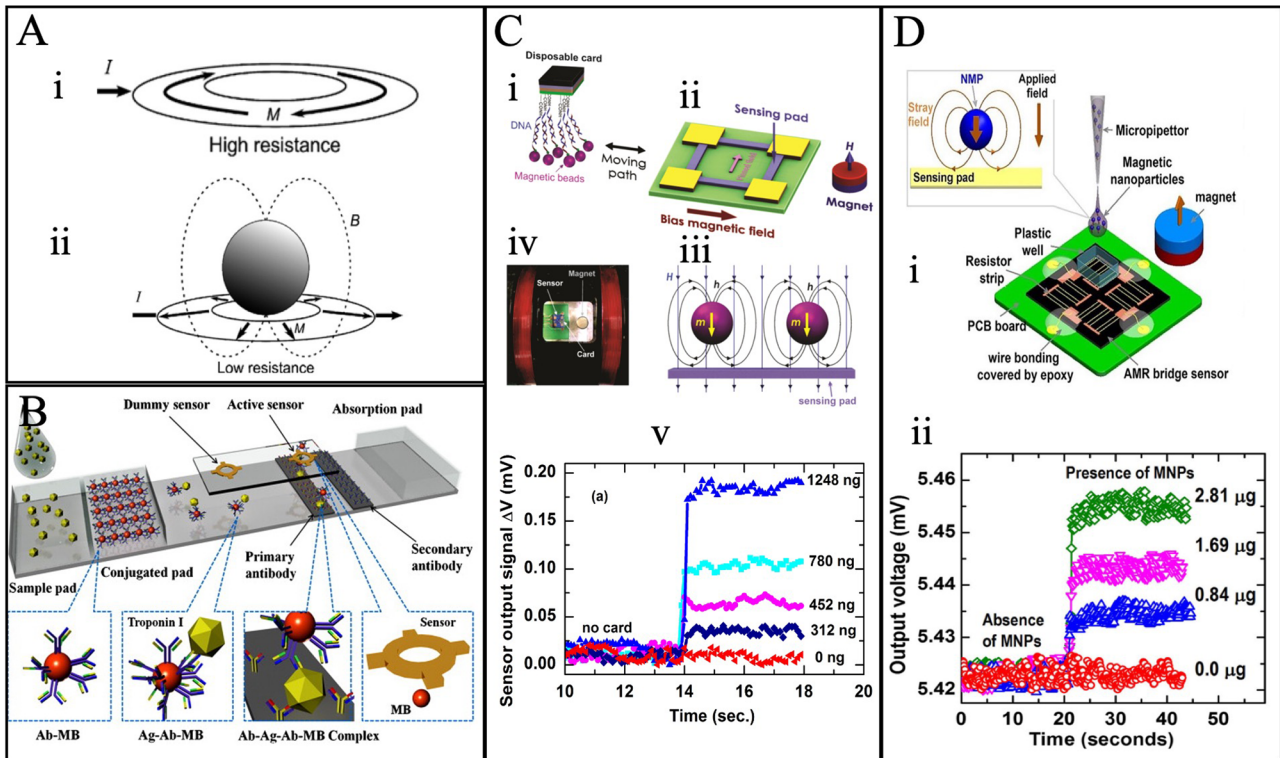 A
i
I
M
High resistance
ii
B
I
M
Low resistance
B
Dummy sensor
Active sensor
Absorption pad
Sample pad
Conjugated pad
Primary
antibody
Secondary
antibody
Troponin I
Sensor
MB
Ab-MB
Ag-Ab-MB
Ab-Ag-Ab-MB Complex
C
Disposable card
i
DNA
Magnetic beads
Moving
path
ii
Sensing pad
Bias magnetic field
H
Magnet
iv
Sensor
Magnet
Card
iii
H
h
h
m
m
sensing pad
v
(a)
Sensor output signal ΔV (mV)
0.20
0.15
0.10
0.05
0.00
no card
1248 ng
780 ng
452 ng
312 ng
0 ng
10 12 14 16 18 20
Time (sec.)
D
NMP
Applied
field
Stray
field
Sensing pad
Micropipettor
Magnetic
nanoparticles
magnet
Plastic
well
i
Resistor
strip
PCB board
wire bonding
covered by epoxy
AMR bridge sensor
ii
Output voltage (mV)
5.46
5.45
5.44
5.43
5.42
Presence of MNPs
Absence
of MNPs
2.81 µg
1.69 µg
0.84 µg
0.0 µg
0 10 20 30 40 50
Time (seconds)